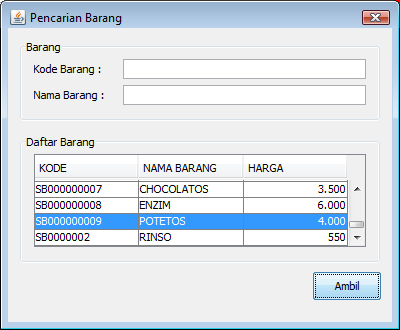 Pencarian Barang
Barang
Kode Barang :
Nama Barang :
Daftar Barang
KODE NAMA BARANG HARGA
SB000000007 CHOCOLATOS 3.500
SB000000008 ENZIM 6.000
SB000000009 POTETOS 4.000
SB0000002 RINSO 550
Ambil